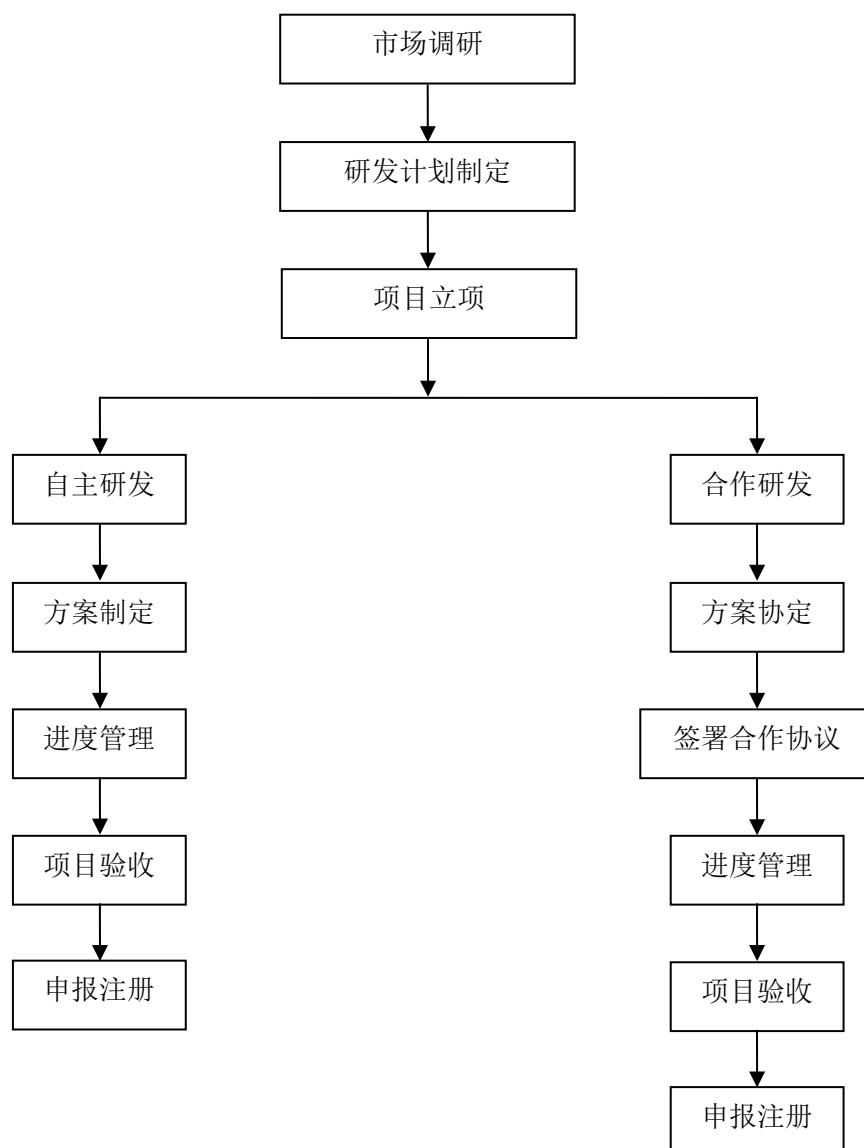 市场调研
研发计划制定
项目立项
自主研发
方案制定
进度管理
项目验收
申报注册
合作研发
方案协定
签署合作协议
进度管理
项目验收
申报注册